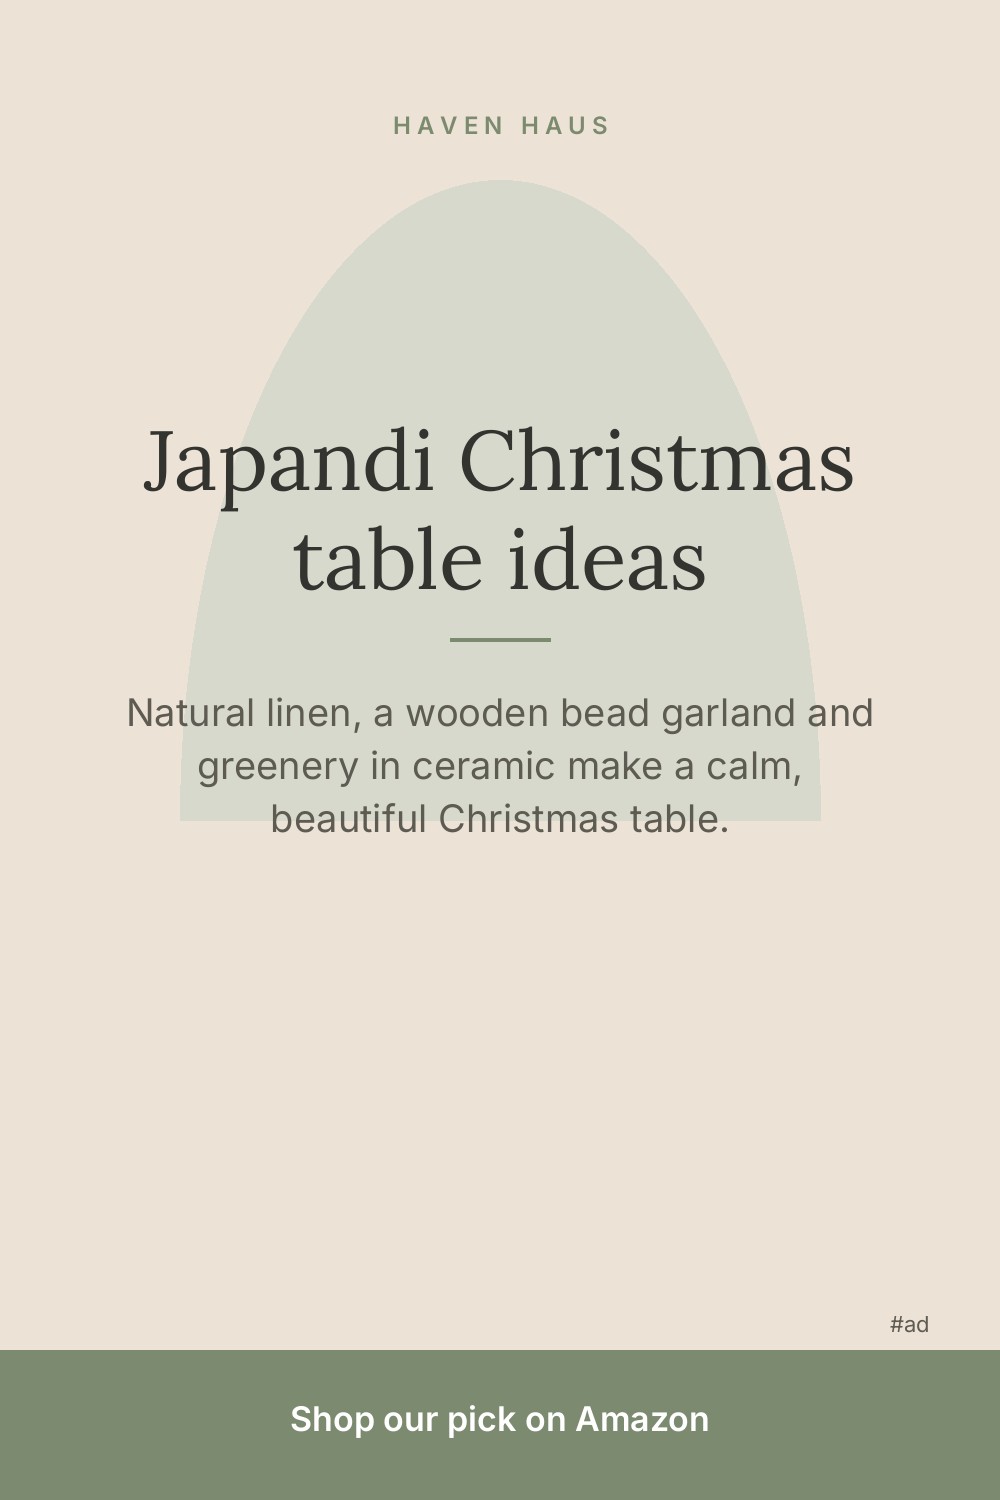 HAVEN HAUS
Japandi Christmas
table ideas
Natural linen, a wooden bead garland and
greenery in ceramic make a calm,
beautiful Christmas table.
#ad
Shop our pick on Amazon